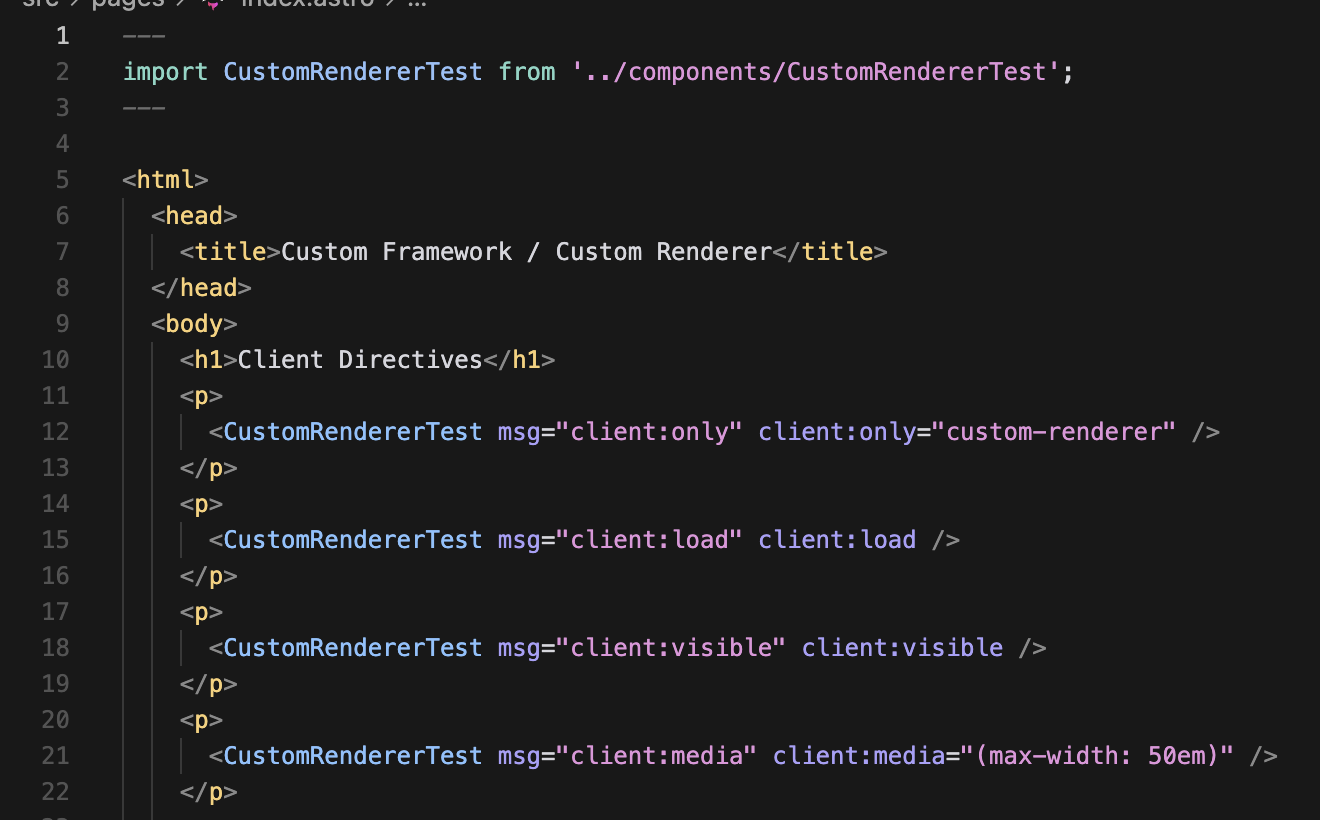 src > pages > index.astro > ...
1 ---
2 import CustomRendererTest from '../components/CustomRendererTest';
3 ---
4
5 <html>
6 <head>
7 <title>Custom Framework / Custom Renderer</title>
8 </head>
9 <body>
10 <h1>Client Directives</h1>
11 <p>
12 <CustomRendererTest msg="client:only" client:only="custom-renderer" />
13 </p>
14 <p>
15 <CustomRendererTest msg="client:load" client:load />
16 </p>
17 <p>
18 <CustomRendererTest msg="client:visible" client:visible />
19 </p>
20 <p>
21 <CustomRendererTest msg="client:media" client:media="(max-width: 50em)" />
22 </p>